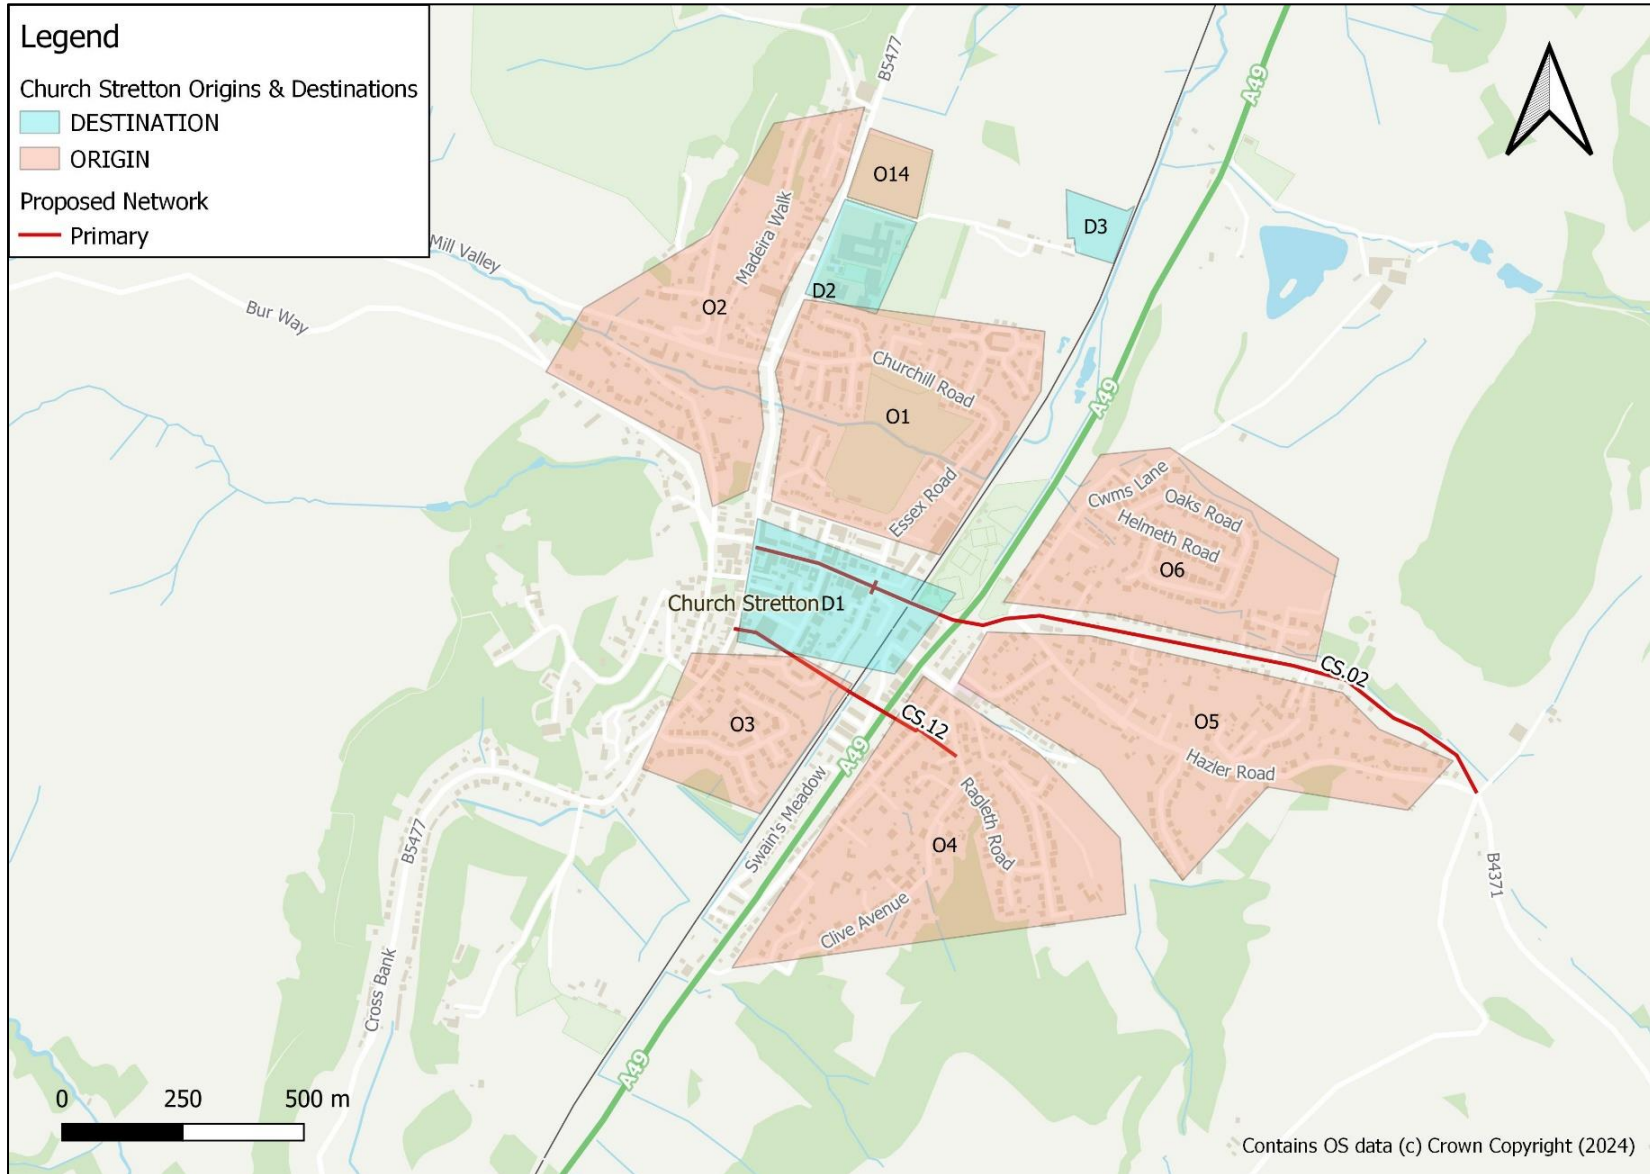 Legend
Church Stretton Origins & Destinations
DESTINATION
ORIGIN
Proposed Network
Primary
B5477
A49
O14
D3
Madeira Walk
Mill Valley
D2
Bur Way
O2
Churchill Road
A49
O1
Cwms Lane
Oaks Road
Essex Road
Helmeth Road
O6
Church Stretton
D1
CS.02
O3
CS.12
O5
A49
Hazler Road
Swain's Meadow
Ragleth Road
B5477
O4
B4371
Clive Avenue
Cross Bank
A49
0 250 500 m
Contains OS data (c) Crown Copyright (2024)